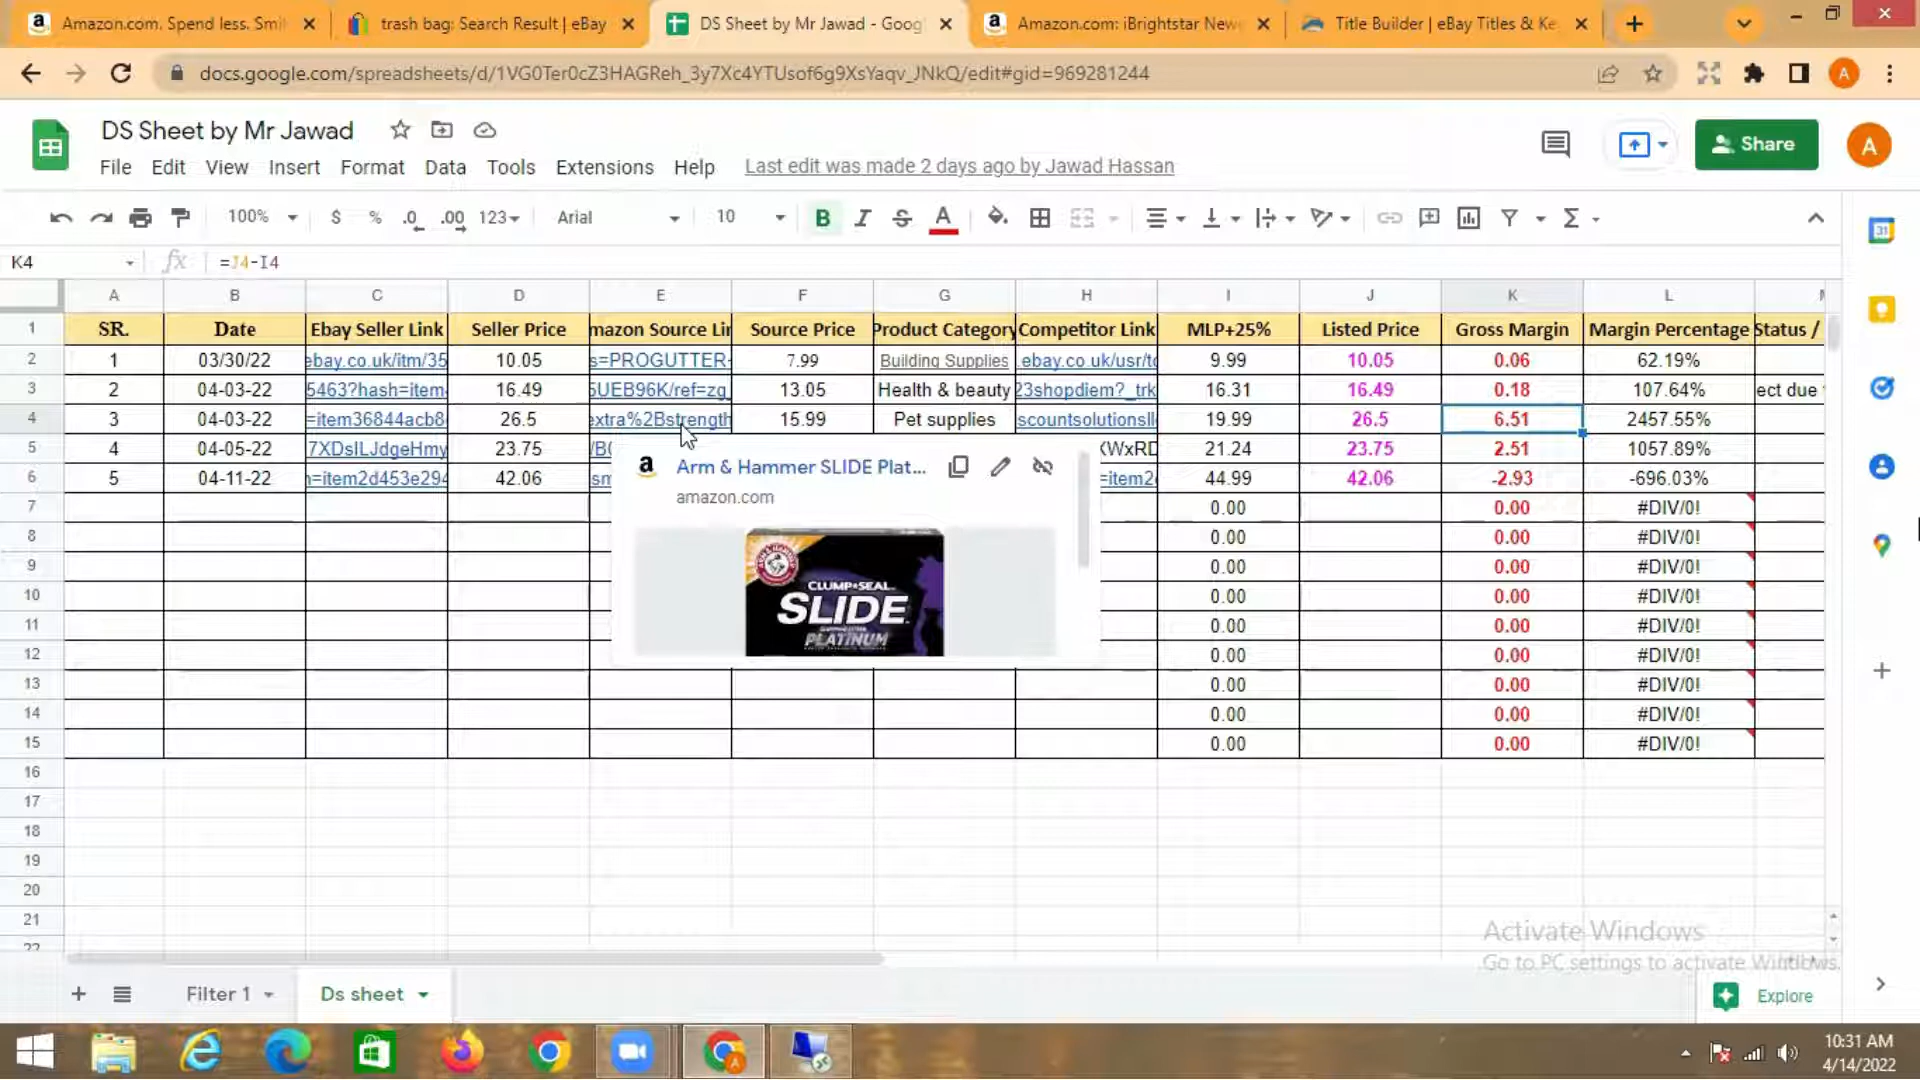 Amazon.com. Spend less. Smil
trash bag: Search Result | eBay
DS Sheet by Mr Jawad - Goog
Amazon.com: iBrightstar New
Title Builder | eBay Titles & Ke
docs.google.com/spreadsheets/d/1VG0Ter0cZ3HAGReh_3y7Xc4YTUsof6g9XsYaqv_JNkQ/edit#gid=969281244
A
DS Sheet by Mr Jawad
Share
A
File Edit View Insert Format Data Tools Extensions Help Last edit was made 2 days ago by Jawad Hassan
100% $ % .0 .00 123 Arial 10 B I S A Σ
K4 fx =J4-I4
A B C D E F G H I J K L
1 SR. Date Ebay Seller Link Seller Price mazon Source Lin Source Price Product Category Competitor Link MLP+25% Listed Price Gross Margin Margin Percentage Status /
2 1 03/30/22 ebay.co.uk/itm/35 10.05 s=PROGUTTER- 7.99 Building Supplies .ebay.co.uk/usr/to 9.99 10.05 0.06 62.19%
3 2 04-03-22 5463?hash=item 16.49 5UEB96K/ref=zg_ 13.05 Health & beauty 23shopdiem?_trk 16.31 16.49 0.18 107.64% ect due
4 3 04-03-22 =item36844acb8 26.5 extra%2Bstrength 15.99 Pet supplies scountsolutionsll 19.99 26.5 6.51 2457.55%
5 4 04-05-22 7XDsILJdgeHmy 23.75 /B0 XWxRD 21.24 23.75 2.51 1057.89%
6 5 04-11-22 n=item2d453e294 42.06 sm =item2 44.99 42.06 -2.93 -696.03%
Arm & Hammer SLIDE Plat...
amazon.com
ARM & HAMMER
CLUMP & SEAL
SLIDE
PLATINUM
7 0.00 0.00 #DIV/0!
8 0.00 0.00 #DIV/0!
9 0.00 0.00 #DIV/0!
10 0.00 0.00 #DIV/0!
11 0.00 0.00 #DIV/0!
12 0.00 0.00 #DIV/0!
13 0.00 0.00 #DIV/0!
14 0.00 0.00 #DIV/0!
15 0.00 0.00 #DIV/0!
16
17
18
19
20
21
22
31
Activate Windows
Go to PC settings to activate Windows.
Filter 1
Ds sheet
Explore
10:31 AM
4/14/2022